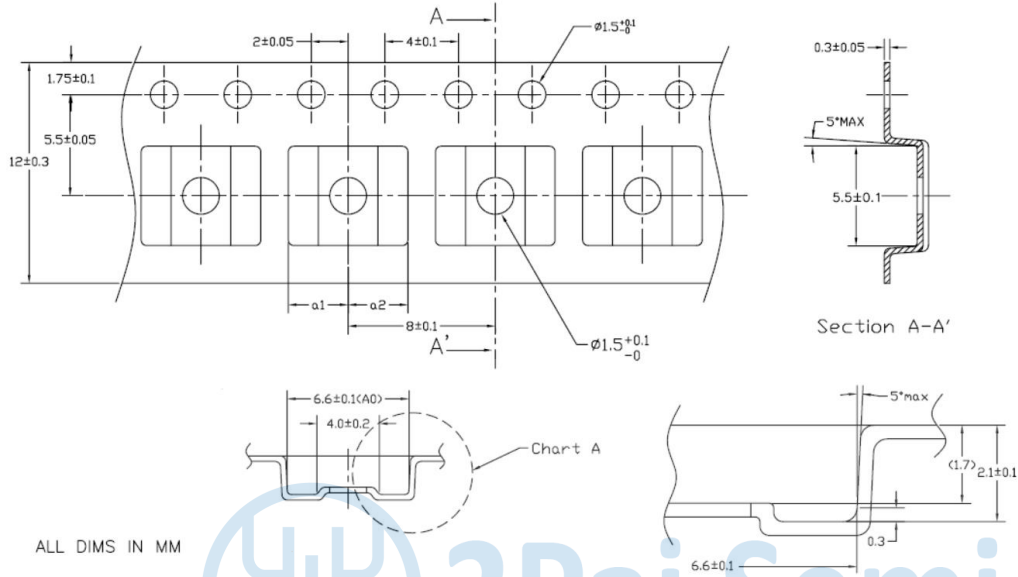 A
2±0.05
4±0.1
Ø1.5+0.1 -0
0.3±0.05
1.75±0.1
5°MAX
5.5±0.05
12±0.3
5.5±0.1
a1
a2
8±0.1
A'
Ø1.5+0.1 -0
Section A-A'
6.6±0.1(A0)
4.0±0.2
5°max
Chart A
(1.7)
2.1±0.1
0.3
ALL DIMS IN MM
6.6±0.1
2Pai Semi